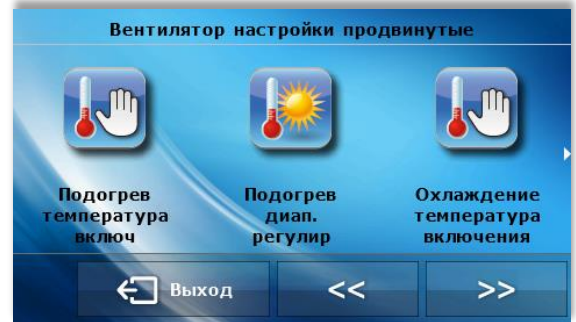 Вентилятор настройки продвинутые
Подогрев
температура
включ
Подогрев
диап.
регулир
Охлаждение
температура
включения
Выход
<<
>>